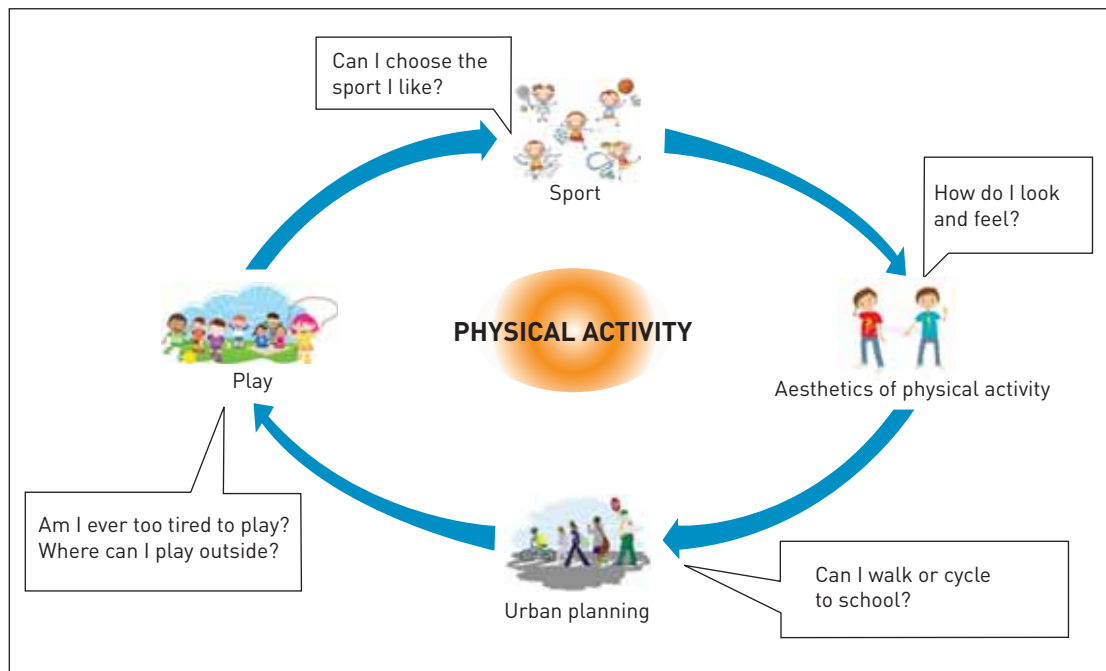 Can I choose the
sport I like?
Sport
How do I look
and feel?
PHYSICAL ACTIVITY
Play
Aesthetics of physical activity
Am I ever too tired to play?
Where can I play outside?
Urban planning
Can I walk or cycle
to school?